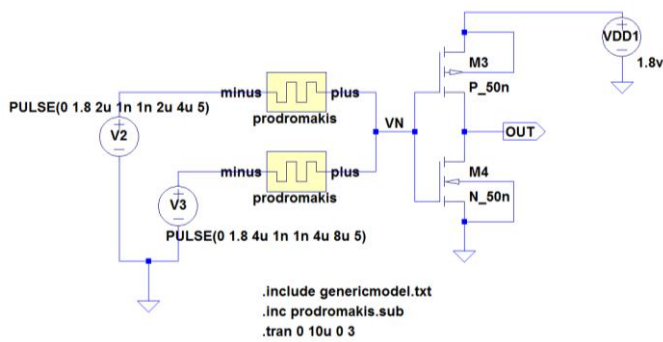 VDD1
M3
1.8v
minus plus
P_50n
PULSE(0 1.8 2u 1n 1n 2u 4u 5)
prodromakis
V2
VN
OUT
minus plus
M4
V3
prodromakis
N_50n
PULSE(0 1.8 4u 1n 1n 4u 8u 5)
.include genericmodel.txt
.inc prodromakis.sub
.tran 0 10u 0 3